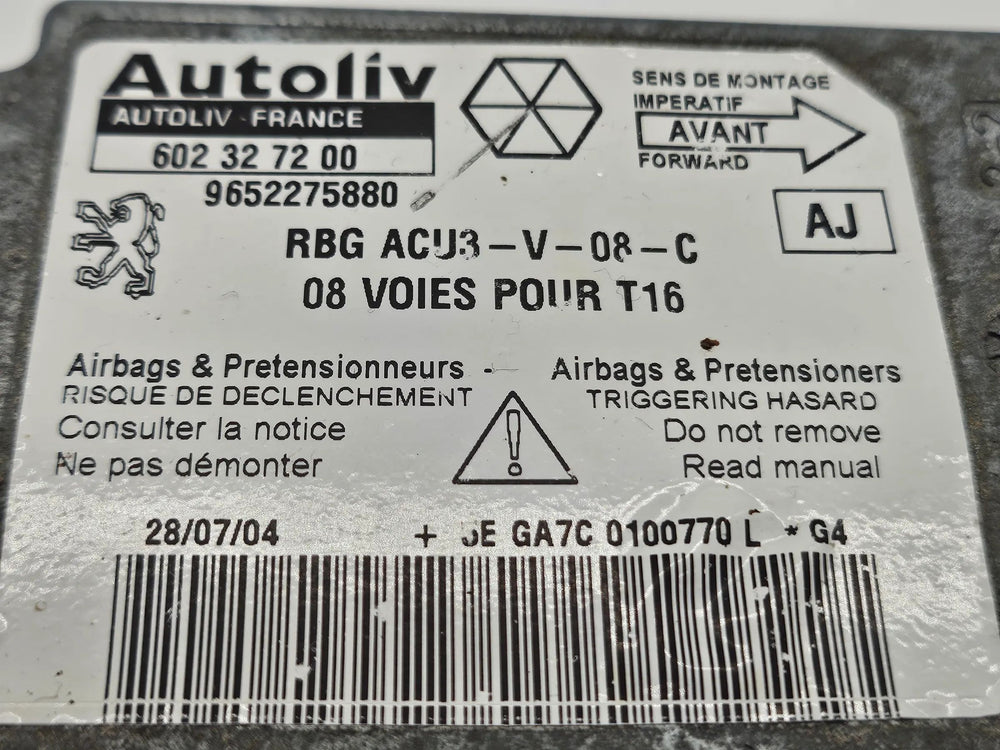 Autoliv
AUTOLIV - FRANCE
602 32 72 00
9652275880
SENS DE MONTAGE
IMPERATIF
AVANT
FORWARD
AJ
RBG ACU3-V-08-C
08 VOIES POUR T16
Airbags & Pretensionneurs -
RISQUE DE DECLENCHEMENT
Consulter la notice
Ne pas démonter
Airbags & Pretensioners
TRIGGERING HASARD
Do not remove
Read manual
28/07/04 + GA7C 0100770 * G4